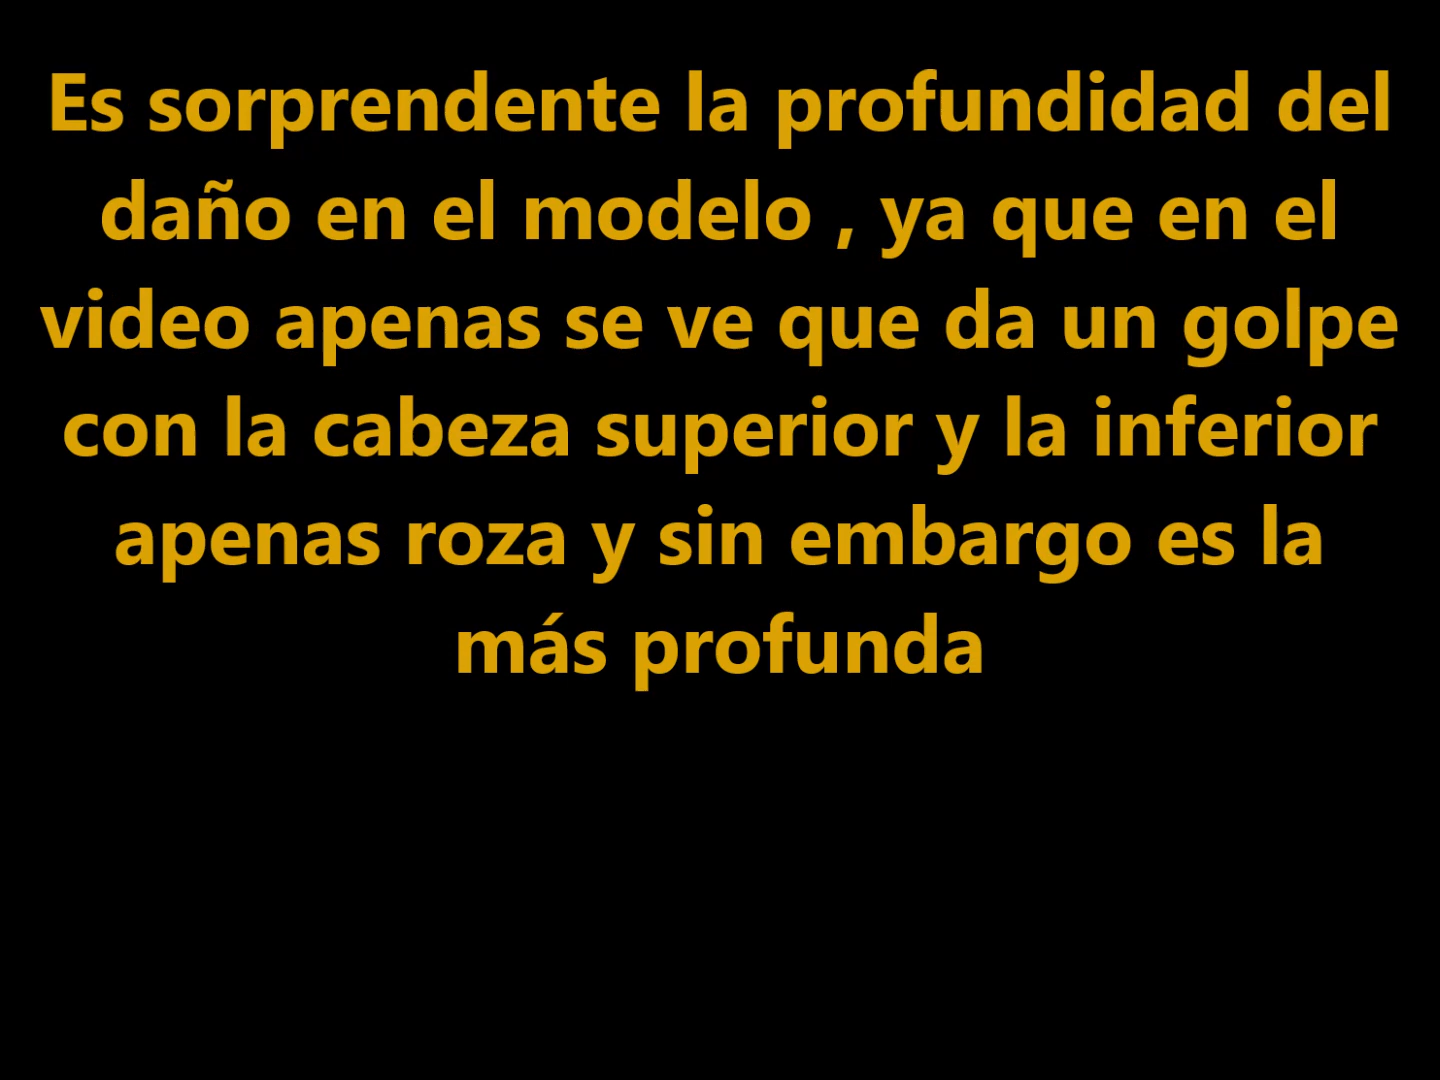 Es sorprendente la profundidad del
daño en el modelo , ya que en el
video apenas se ve que da un golpe
con la cabeza superior y la inferior
apenas roza y sin embargo es la
más profunda